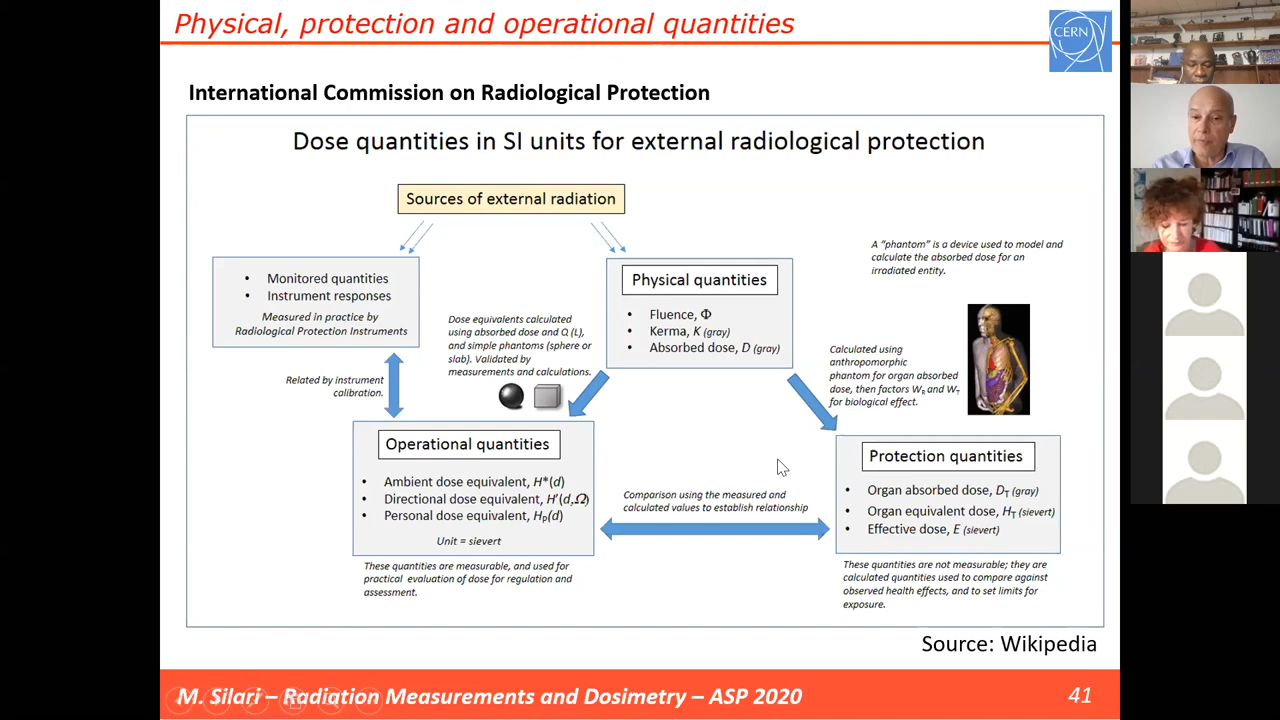 Physical, protection and operational quantities
CERN
International Commission on Radiological Protection
Dose quantities in SI units for external radiological protection
Sources of external radiation
• Monitored quantities
• Instrument responses
Measured in practice by
Radiological Protection Instruments
Physical quantities
• Fluence, Φ
• Kerma, K (gray)
• Absorbed dose, D (gray)
A “phantom” is a device used to model and
calculate the absorbed dose for an
irradiated entity.
Dose equivalents calculated
using absorbed dose and Q (L),
and simple phantoms (sphere or
slab). Validated by
measurements and calculations.
Calculated using
anthropomorphic
phantom for organ absorbed
dose, then factors WR and WT
for biological effect.
Related by instrument
calibration.
Operational quantities
• Ambient dose equivalent, H*(d)
• Directional dose equivalent, H’(d,Ω)
• Personal dose equivalent, HP(d)
Unit = sievert
These quantities are measurable, and used for
practical evaluation of dose for regulation and
assessment.
Comparison using the measured and
calculated values to establish relationship
Protection quantities
• Organ absorbed dose, DT (gray)
• Organ equivalent dose, HT (sievert)
• Effective dose, E (sievert)
These quantities are not measurable; they are
calculated quantities used to compare against
observed health effects, and to set limits for
exposure.
Source: Wikipedia
M. Silari – Radiation Measurements and Dosimetry – ASP 2020
41